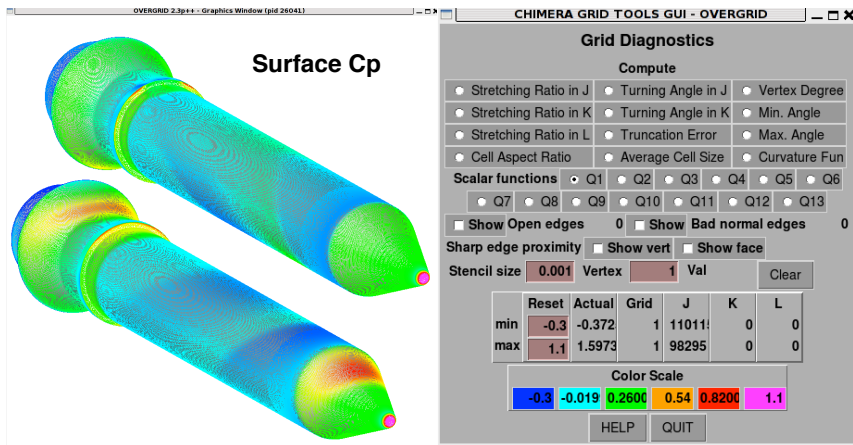 OVERGRID 2.3p++ - Graphics Window (pid 26041)
Surface Cp
CHIMERA GRID TOOLS GUI - OVERGRID
Grid Diagnostics
Compute
Stretching Ratio in J Turning Angle in J Vertex Degree
Stretching Ratio in K Turning Angle in K Min. Angle
Stretching Ratio in L Truncation Error Max. Angle
Cell Aspect Ratio Average Cell Size Curvature Fun
Scalar functions Q1 Q2 Q3 Q4 Q5 Q6
Q7 Q8 Q9 Q10 Q11 Q12 Q13
Show Open edges 0 Show Bad normal edges 0
Sharp edge proximity Show vert Show face
Stencil size 0.001 Vertex 1 Val Clear
Reset Actual Grid J K L
min -0.3 -0.372 1 11011 0 0
max 1.1 1.5973 1 98295 0 0
Color Scale
-0.3 -0.019 0.2600 0.54 0.8200 1.1
HELP QUIT